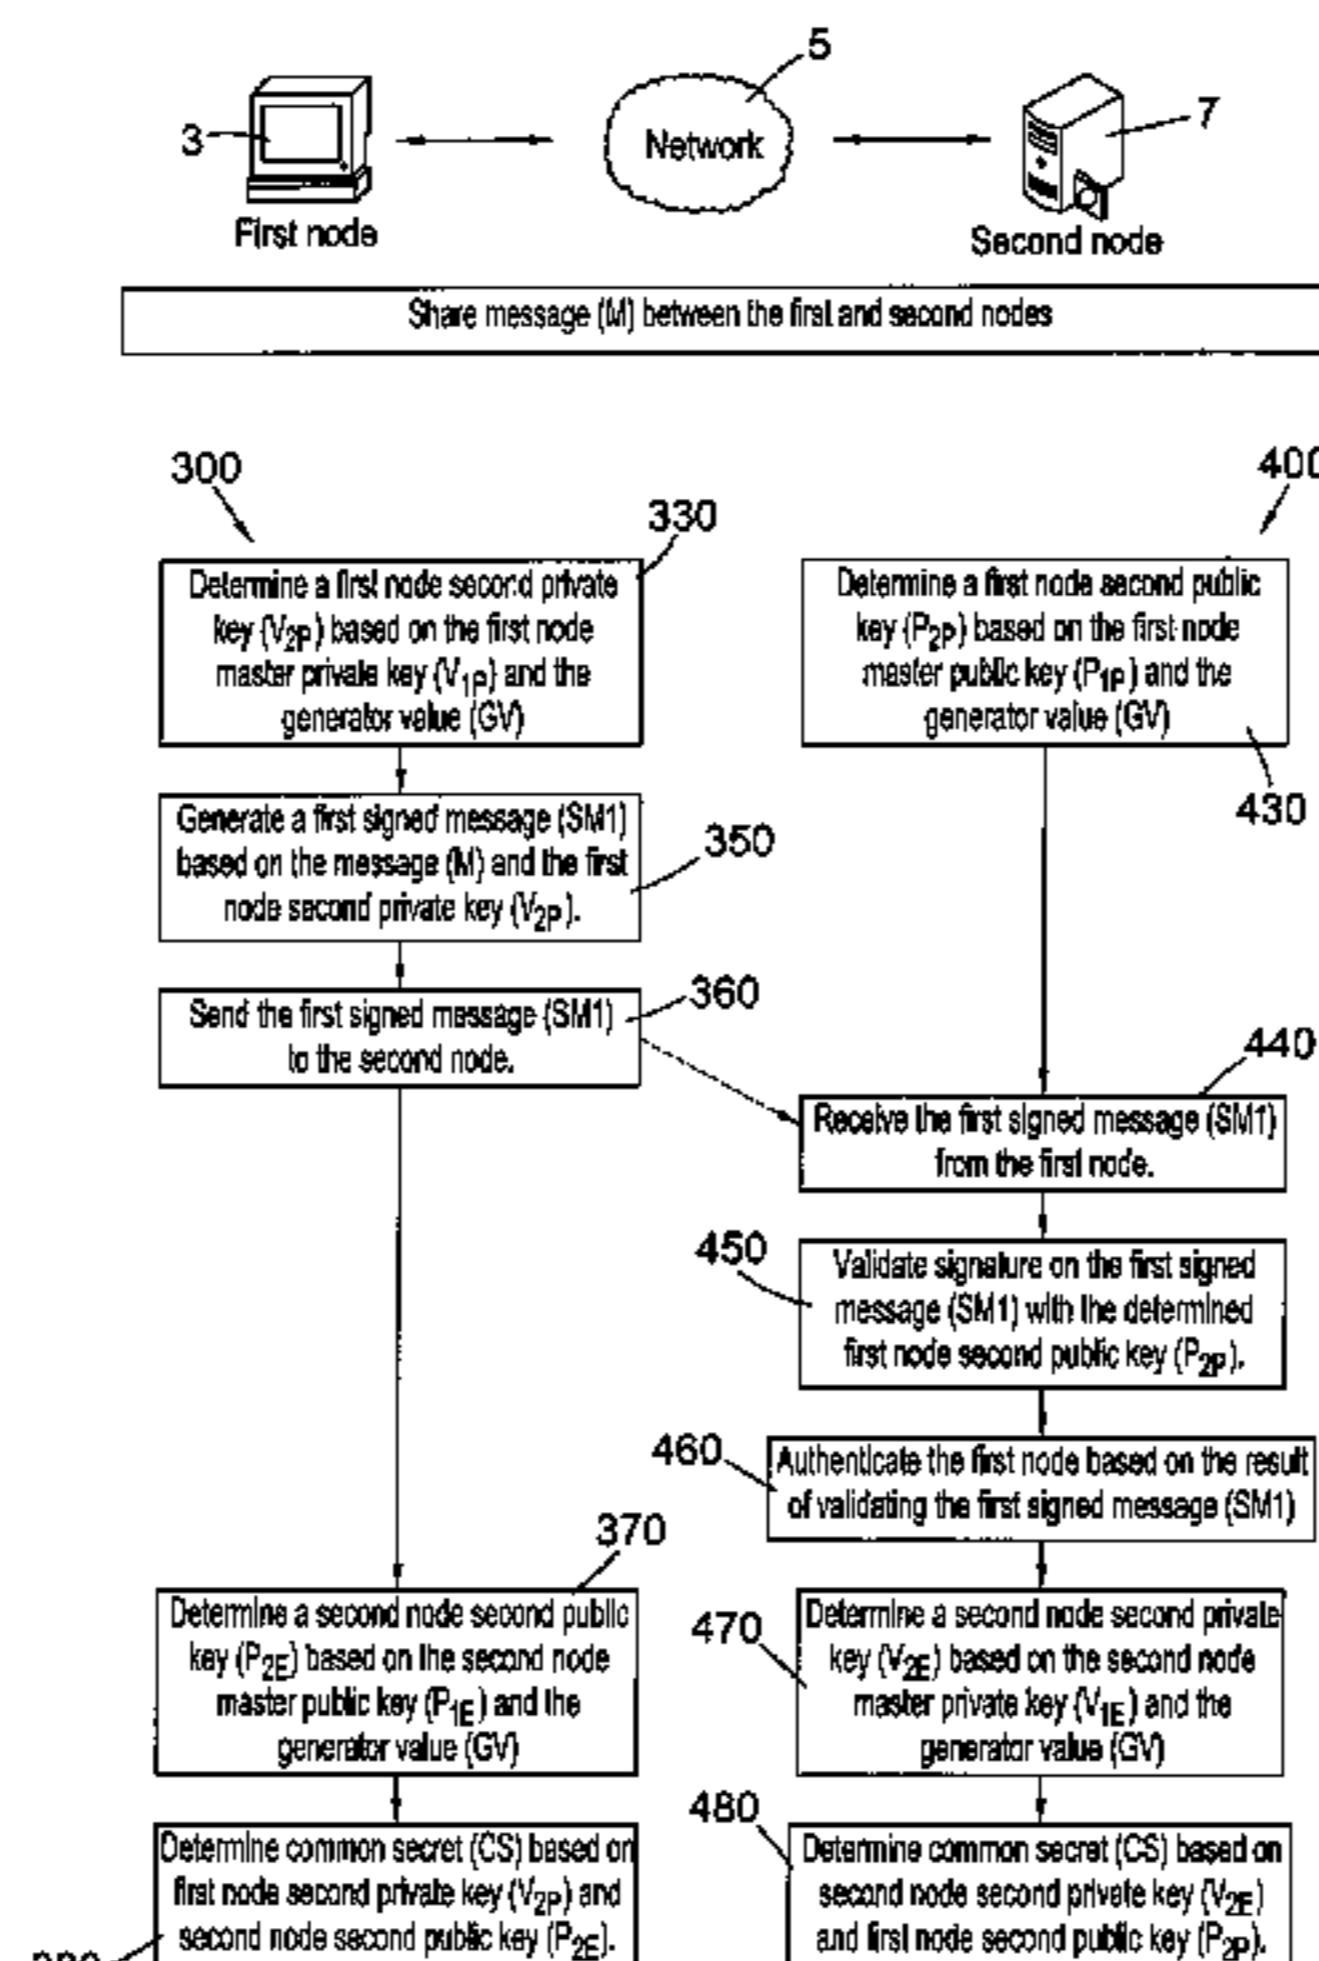 5
3
Network
7
First node
Second node
Share message (M) between the first and second nodes
300
400
330
Determine a first node second private
key (V2P) based on the first node
master private key (V1P) and the
generator value (GV)
Determine a first node second public
key (P2P) based on the first node
master public key (P1P) and the
generator value (GV)
430
Generate a first signed message (SM1)
based on the message (M) and the first
node second private key (V2P).
350
Send the first signed message (SM1)
to the second node.
360
440
Receive the first signed message (SM1)
from the first node.
450
Validate signature on the first signed
message (SM1) with the determined
first node second public key (P2P).
460
Authenticate the first node based on the result
of validating the first signed message (SM1)
370
Determine a second node second public
key (P2E) based on the second node
master public key (P1E) and the
generator value (GV)
470
Determine a second node second private
key (V2E) based on the second node
master private key (V1E) and the
generator value (GV)
480
Determine common secret (CS) based on
first node second private key (V2P) and
second node second public key (P2E).
Determine common secret (CS) based on
second node second private key (V2E)
and first node second public key (P2P).